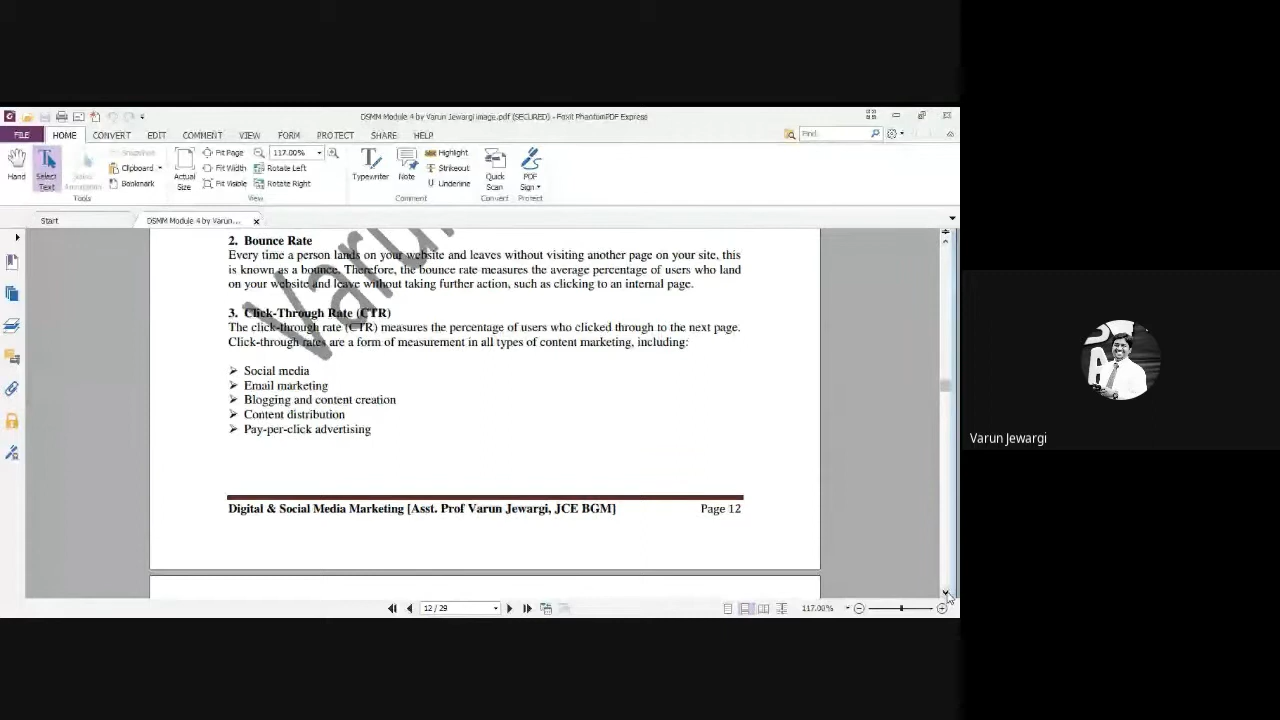 DSMM Module 4 by Varun Jewargi image.pdf (SECURED) - Foxit PhantomPDF Express
FILE HOME CONVERT EDIT COMMENT VIEW FORM PROTECT SHARE HELP
Find
Hand
Select Text
Snapshot
Clipboard
Bookmark
Tools
Actual Size
Fit Page
Fit Width
Fit Visible
117.00%
Rotate Left
Rotate Right
View
Typewriter
Note
Highlight
Strikeout
Underline
Comment
Quick Scan
Convert
PDF Sign
Protect
Start
DSMM Module 4 by Varun...
Varun
2. Bounce Rate
Every time a person lands on your website and leaves without visiting another page on your site, this
is known as a bounce. Therefore, the bounce rate measures the average percentage of users who land
on your website and leave without taking further action, such as clicking to an internal page.
3. Click-Through Rate (CTR)
The click-through rate (CTR) measures the percentage of users who clicked through to the next page.
Click-through rates are a form of measurement in all types of content marketing, including:
Social media
Email marketing
Blogging and content creation
Content distribution
Pay-per-click advertising
Digital & Social Media Marketing [Asst. Prof Varun Jewargi, JCE BGM] Page 12
12 / 29
117.00%
Varun Jewargi